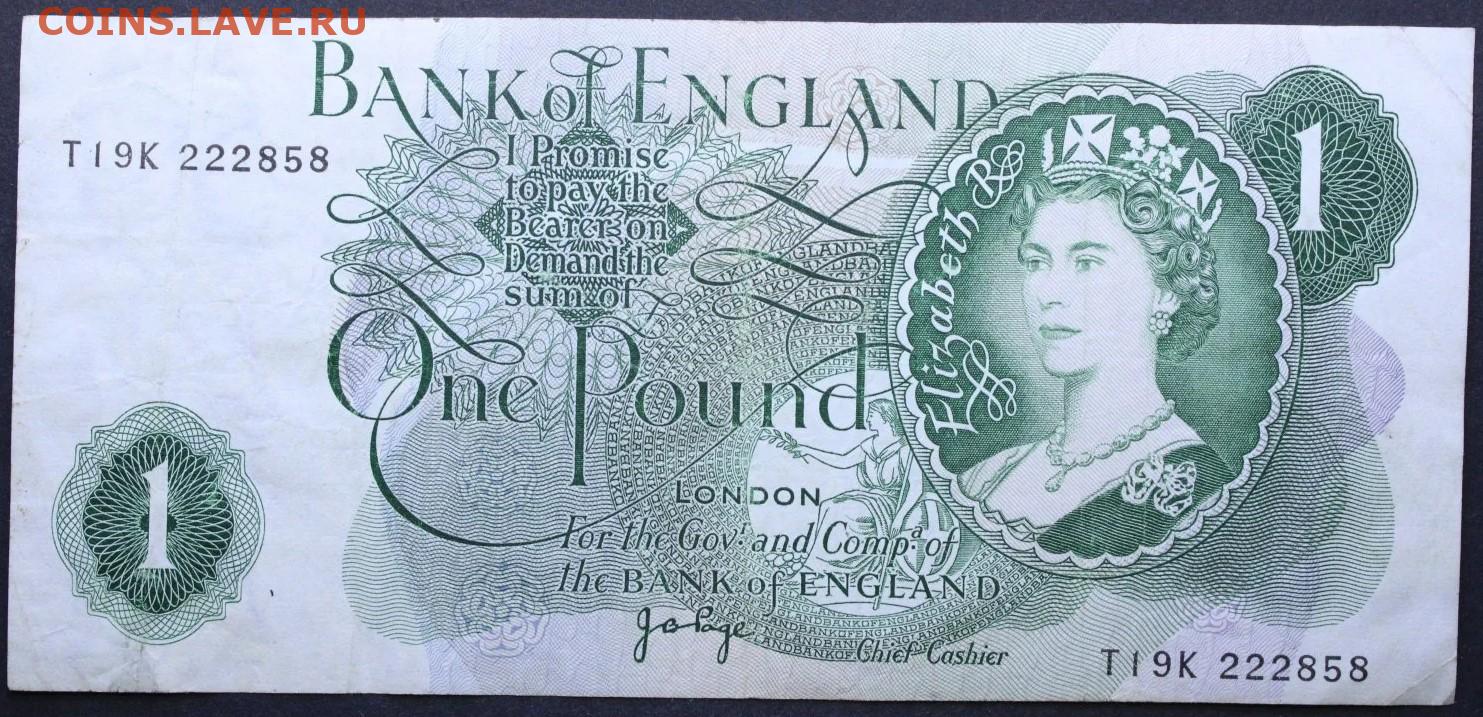 COINS.LAVE.RU
BANK of ENGLAND
T19K 222858
I Promise
to pay the
Bearer on
Demand the
sum of
One Pound
Elizabeth R
1
1
LONDON
For the Govr. and Compa. of
the BANK of ENGLAND
J B Page
Chief Cashier
T19K 222858